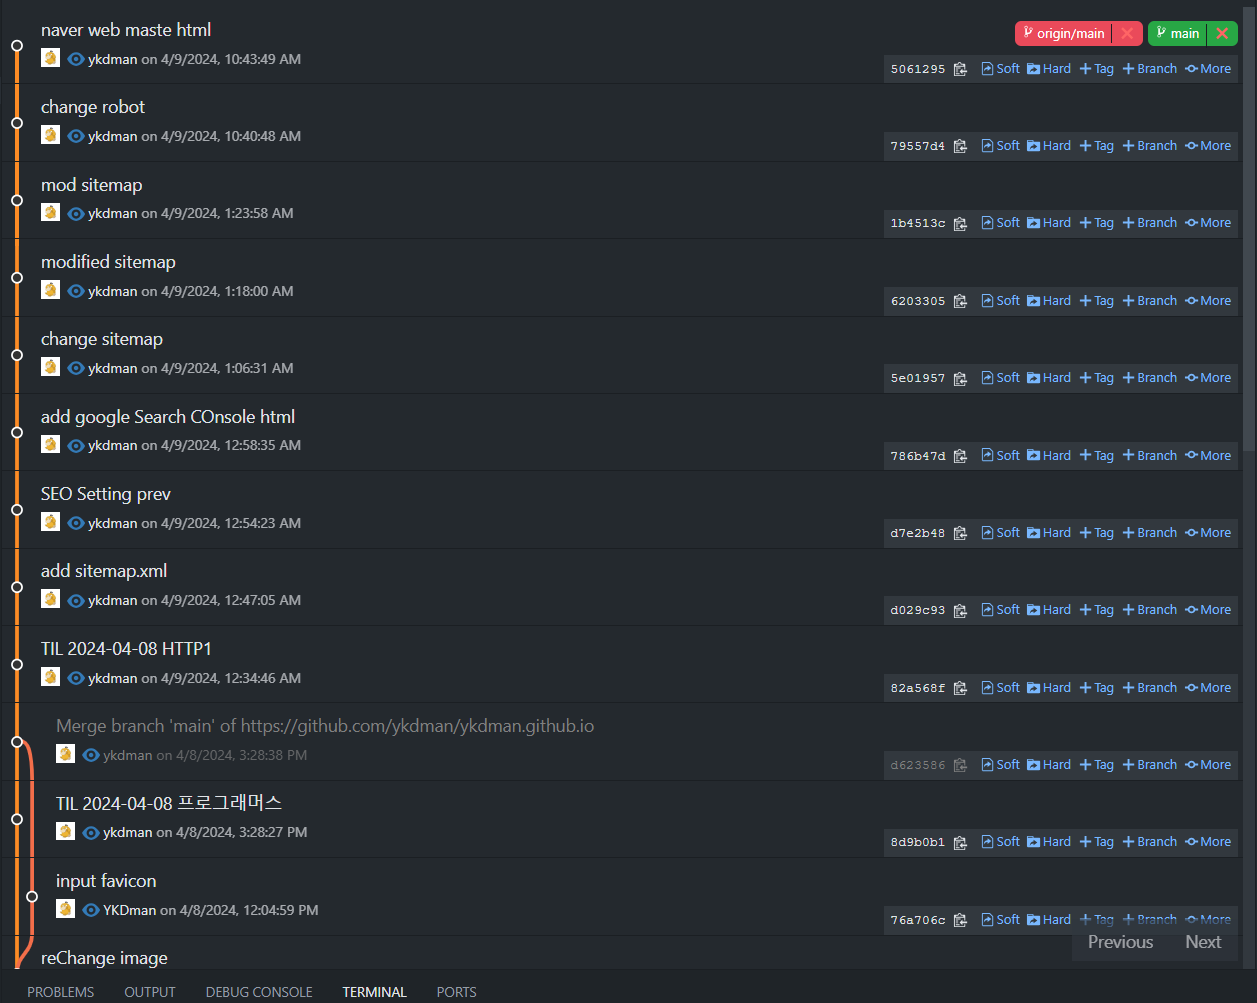 naver web maste html
origin/main
main
ykdman on 4/9/2024, 10:43:49 AM
5061295 Soft Hard Tag Branch More
change robot
ykdman on 4/9/2024, 10:40:48 AM
79557d4 Soft Hard Tag Branch More
mod sitemap
ykdman on 4/9/2024, 1:23:58 AM
1b4513c Soft Hard Tag Branch More
modified sitemap
ykdman on 4/9/2024, 1:18:00 AM
6203305 Soft Hard Tag Branch More
change sitemap
ykdman on 4/9/2024, 1:06:31 AM
5e01957 Soft Hard Tag Branch More
add google Search COnsole html
ykdman on 4/9/2024, 12:58:35 AM
786b47d Soft Hard Tag Branch More
SEO Setting prev
ykdman on 4/9/2024, 12:54:23 AM
d7e2b48 Soft Hard Tag Branch More
add sitemap.xml
ykdman on 4/9/2024, 12:47:05 AM
d029c93 Soft Hard Tag Branch More
TIL 2024-04-08 HTTP1
ykdman on 4/9/2024, 12:34:46 AM
82a568f Soft Hard Tag Branch More
Merge branch 'main' of https://github.com/ykdman/ykdman.github.io
ykdman on 4/8/2024, 3:28:38 PM
d623586 Soft Hard Tag Branch More
TIL 2024-04-08 프로그래머스
ykdman on 4/8/2024, 3:28:27 PM
8d9b0b1 Soft Hard Tag Branch More
input favicon
YKDman on 4/8/2024, 12:04:59 PM
76a706c Soft Hard Tag Branch More
Previous Next
reChange image
PROBLEMS OUTPUT DEBUG CONSOLE TERMINAL PORTS